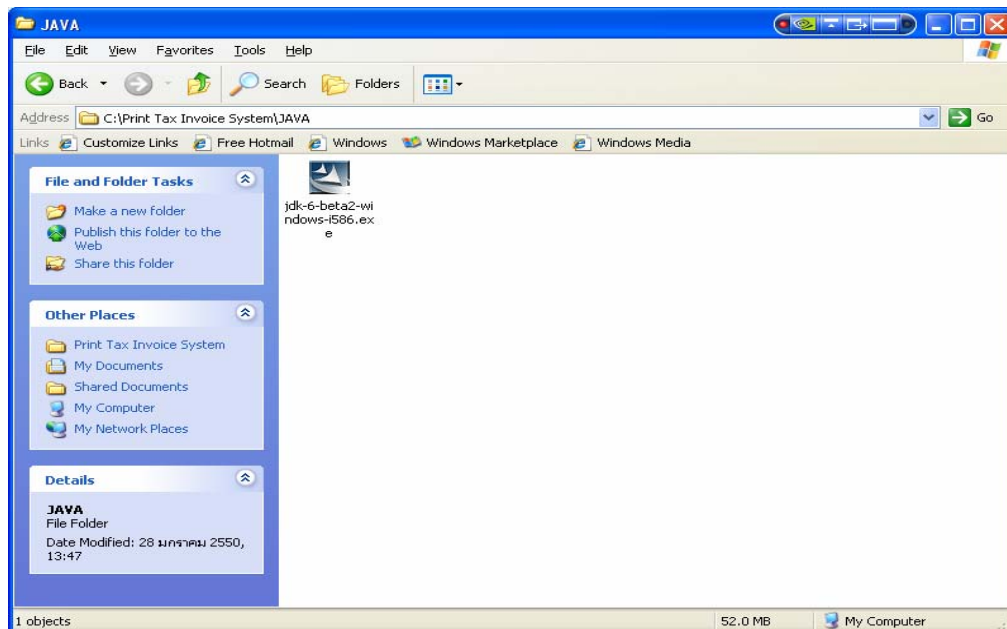 JAVA
File Edit View Favorites Tools Help
Back Search Folders
Address C:\Print Tax Invoice System\JAVA Go
Links Customize Links Free Hotmail Windows Windows Marketplace Windows Media
File and Folder Tasks
Make a new folder
Publish this folder to the
Web
Share this folder
jdk-6-beta2-wi
ndows-i586.ex
e
Other Places
Print Tax Invoice System
My Documents
Shared Documents
My Computer
My Network Places
Details
JAVA
File Folder
Date Modified: 28 มกราคม 2550,
13:47
1 objects 52.0 MB My Computer